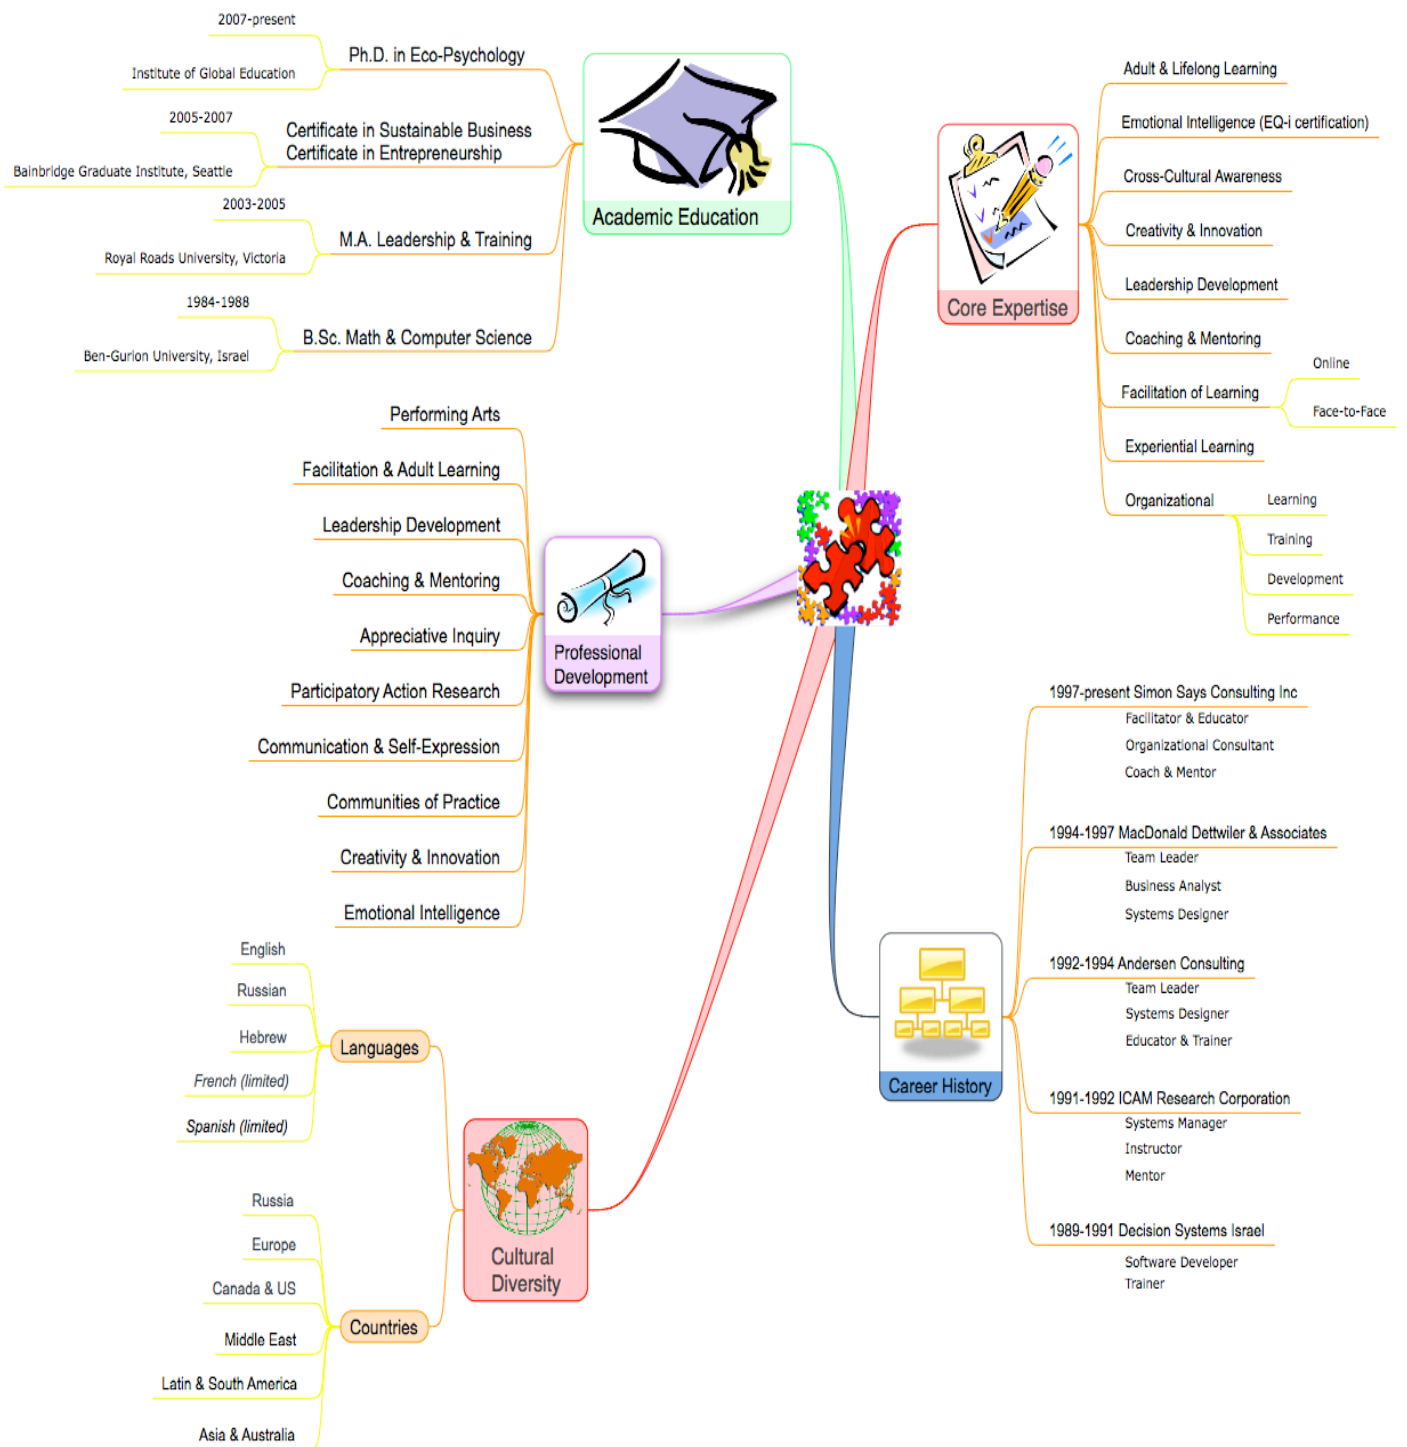 2007-present
Ph.D. in Eco-Psychology
Institute of Global Education
2005-2007
Certificate in Sustainable Business
Certificate in Entrepreneurship
Bainbridge Graduate Institute, Seattle
2003-2005
M.A. Leadership & Training
Royal Roads University, Victoria
1984-1988
B.Sc. Math & Computer Science
Ben-Gurion University, Israel
Academic Education
Core Expertise
Adult & Lifelong Learning
Emotional Intelligence (EQ-i certification)
Cross-Cultural Awareness
Creativity & Innovation
Leadership Development
Coaching & Mentoring
Facilitation of Learning
Online
Face-to-Face
Experiential Learning
Organizational
Learning
Training
Development
Performance
Performing Arts
Facilitation & Adult Learning
Leadership Development
Coaching & Mentoring
Appreciative Inquiry
Participatory Action Research
Communication & Self-Expression
Communities of Practice
Creativity & Innovation
Emotional Intelligence
Professional
Development
1997-present Simon Says Consulting Inc
Facilitator & Educator
Organizational Consultant
Coach & Mentor
1994-1997 MacDonald Dettwiler & Associates
Team Leader
Business Analyst
Systems Designer
1992-1994 Andersen Consulting
Team Leader
Systems Designer
Educator & Trainer
1991-1992 ICAM Research Corporation
Systems Manager
Instructor
Mentor
1989-1991 Decision Systems Israel
Software Developer
Trainer
Career History
English
Russian
Hebrew
French (limited)
Spanish (limited)
Languages
Russia
Europe
Canada & US
Middle East
Latin & South America
Asia & Australia
Countries
Cultural
Diversity